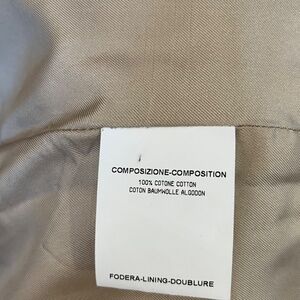 COMPOSIZIONE-COMPOSITION
100% COTONE COTTON
COTON BAUMWOLLE ALGODON
FODERA-LINING-DOUBLURE